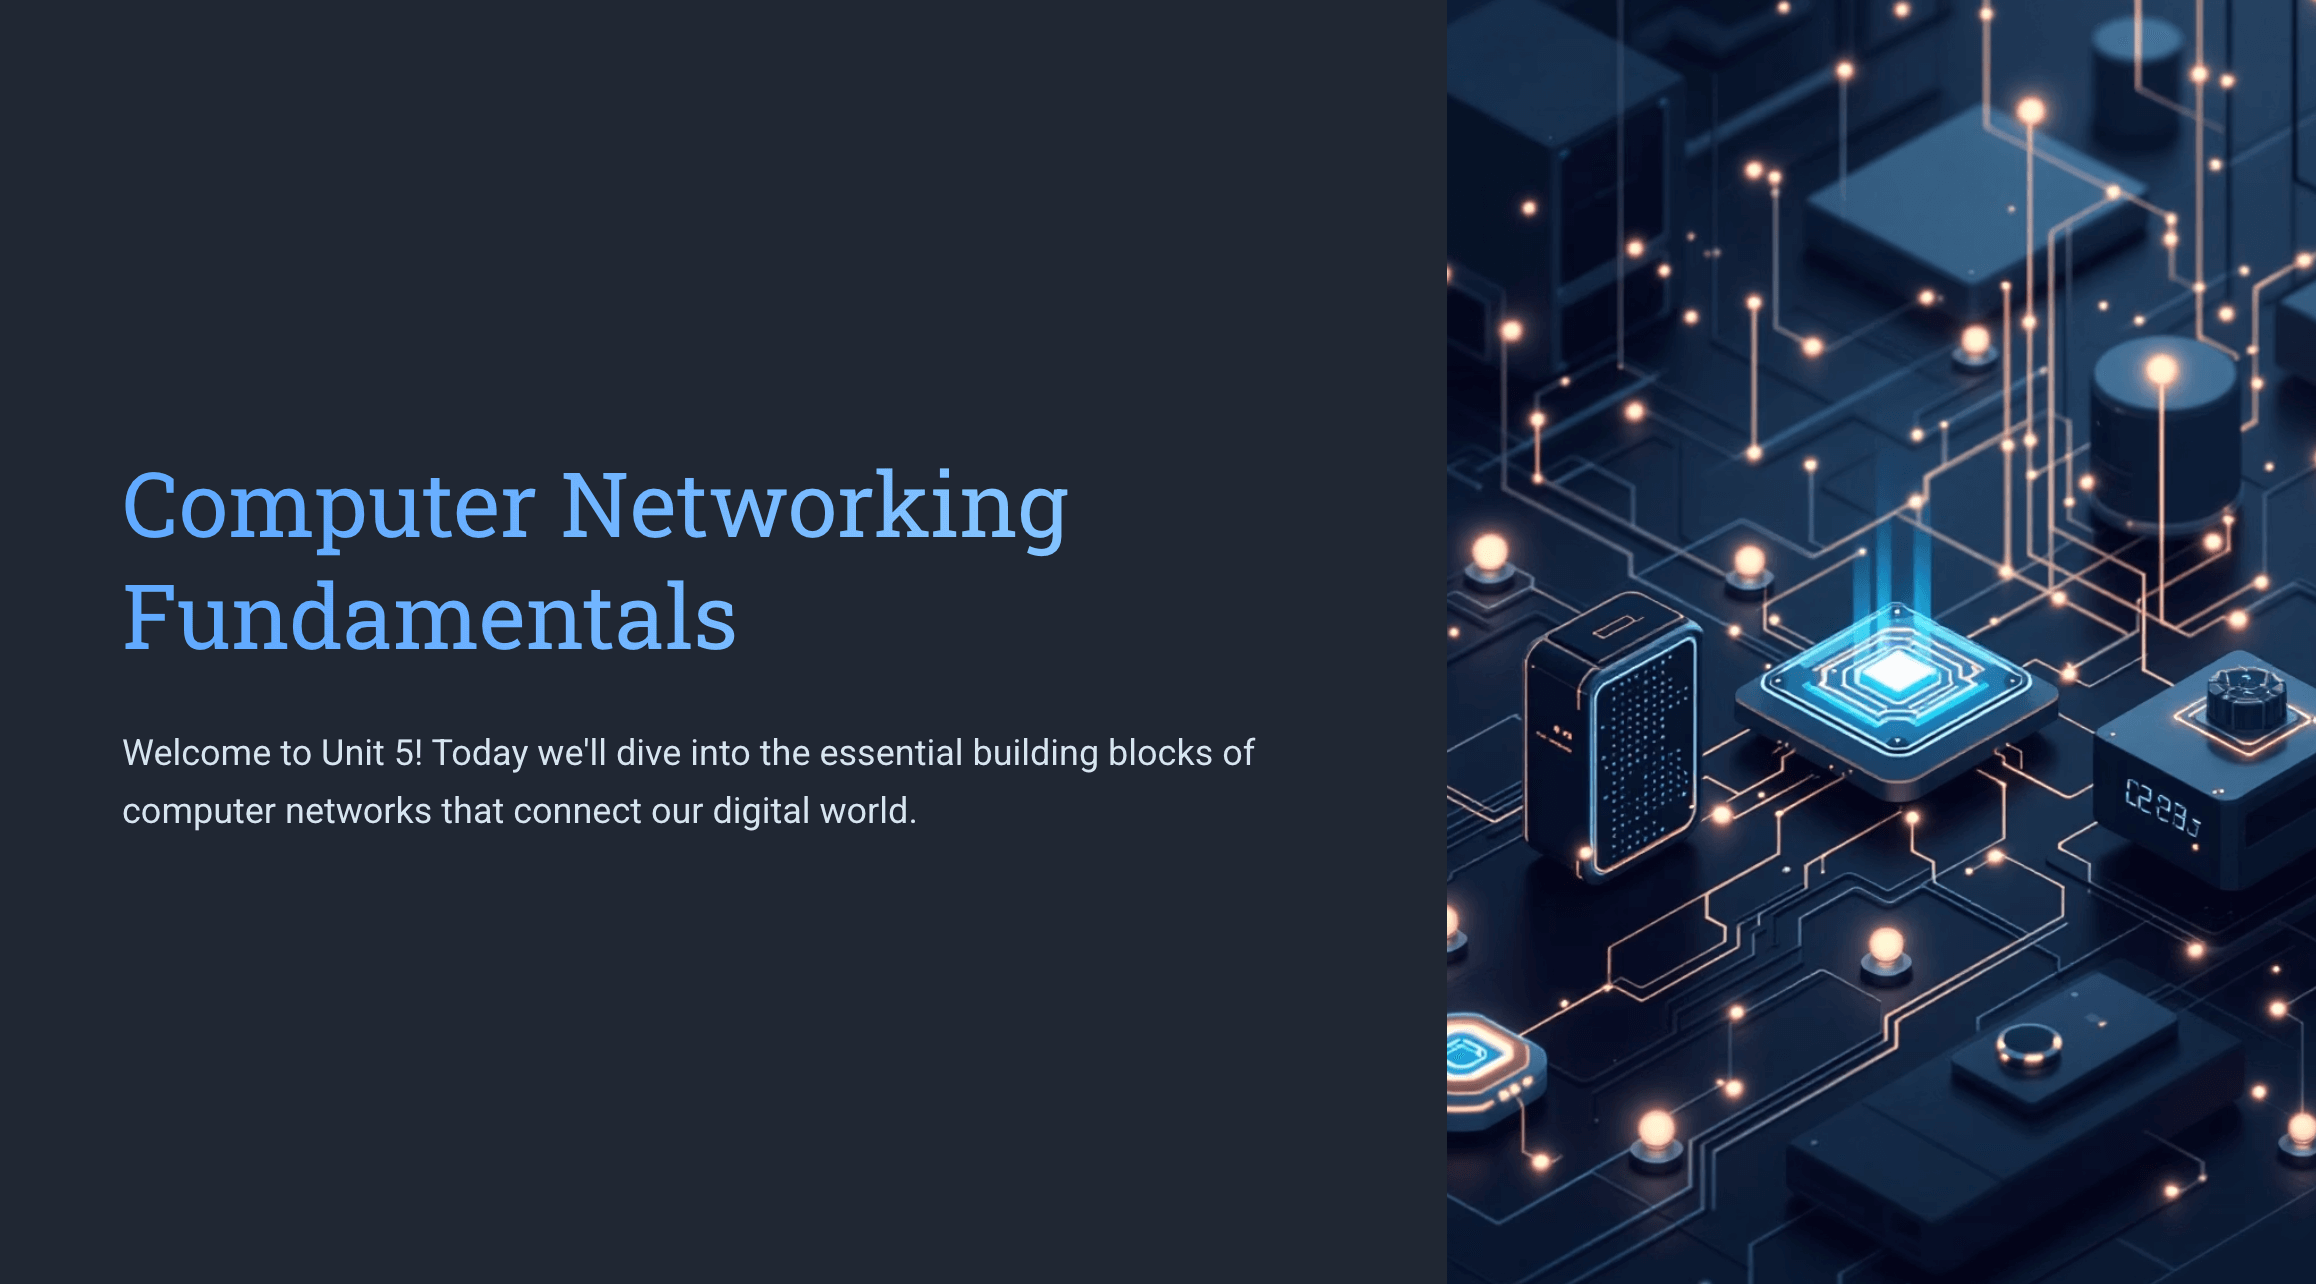 Computer Networking
Fundamentals
Welcome to Unit 5! Today we'll dive into the essential building blocks of
computer networks that connect our digital world.